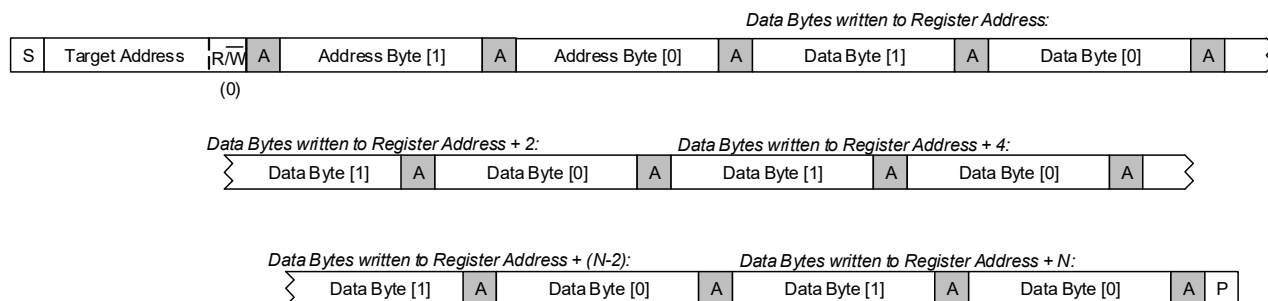 Data Bytes written to Register Address:
S Target Address R/W A Address Byte [1] A Address Byte [0] A Data Byte [1] A Data Byte [0] A
(0)
Data Bytes written to Register Address + 2: Data Bytes written to Register Address + 4:
Data Byte [1] A Data Byte [0] A Data Byte [1] A Data Byte [0] A
Data Bytes written to Register Address + (N-2): Data Bytes written to Register Address + N:
Data Byte [1] A Data Byte [0] A Data Byte [1] A Data Byte [0] A P